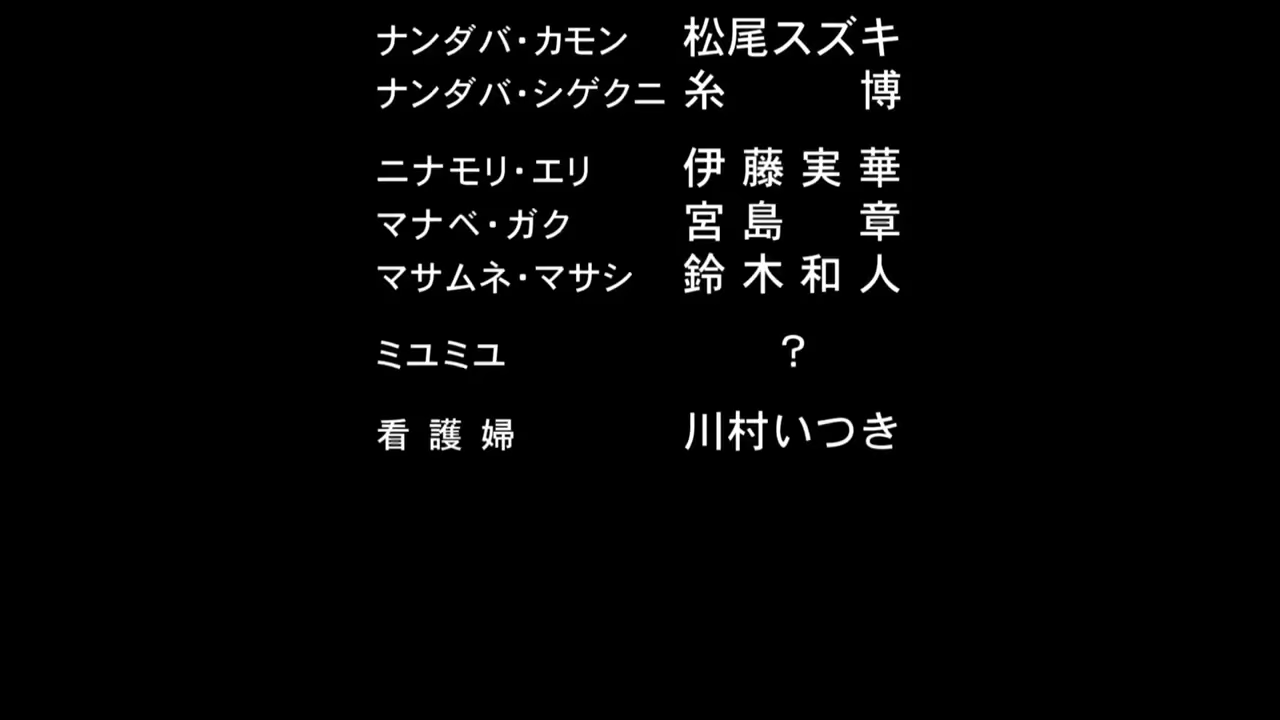 ナンダバ・カモン 松尾スズキ
ナンダバ・シゲクニ 糸 博
ニナモリ・エリ 伊藤実華
マナベ・ガク 宮島 章
マサムネ・マサシ 鈴木和人
ミユミユ ？
看護婦 川村いつき